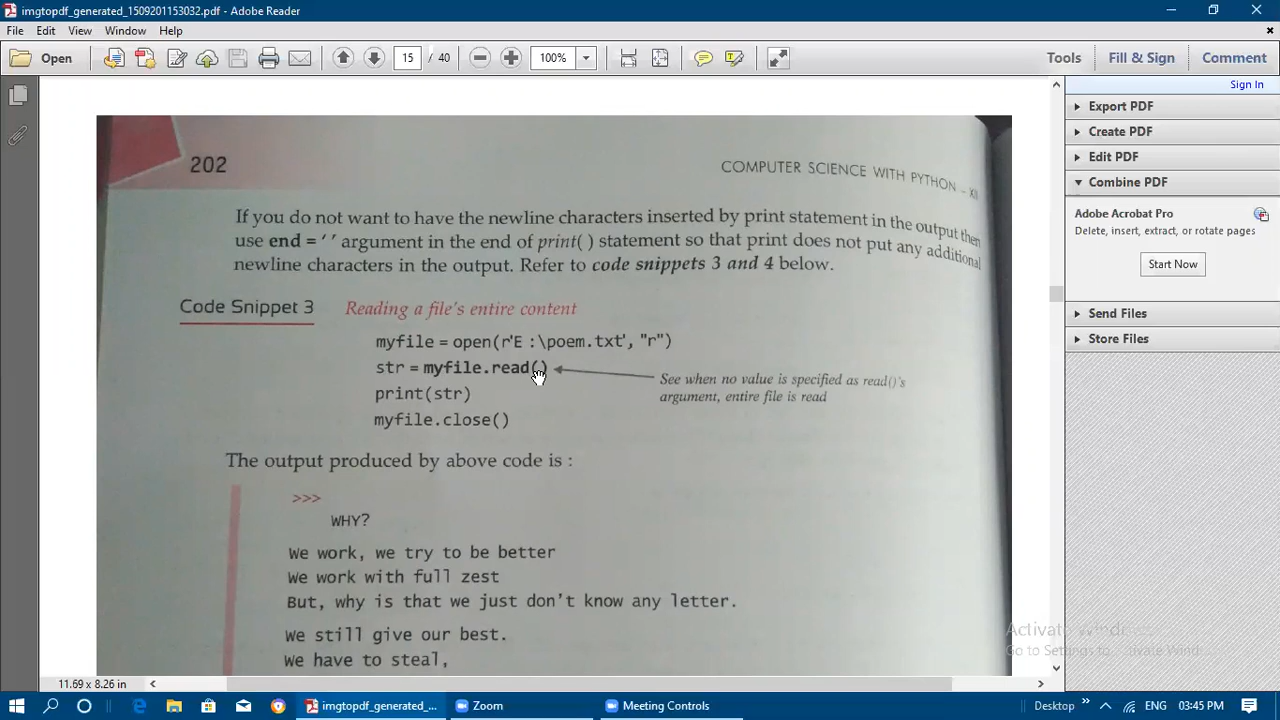 imgtopdf_generated_1509201153032.pdf - Adobe Reader
File Edit View Window Help
Open 15 / 40 100% Tools Fill & Sign Comment
Sign In
Export PDF
Create PDF
Edit PDF
Combine PDF
Adobe Acrobat Pro
Delete, insert, extract, or rotate pages
Start Now
Send Files
Store Files
202
COMPUTER SCIENCE WITH PYTHON – XII
If you do not want to have the newline characters inserted by print statement in the output then
use end = ' ' argument in the end of print( ) statement so that print does not put any additional
newline characters in the output. Refer to code snippets 3 and 4 below.
Code Snippet 3 Reading a file's entire content
myfile = open(r'E :\poem.txt', "r")
str = myfile.read()
print(str)
myfile.close()
See when no value is specified as read()'s
argument, entire file is read
The output produced by above code is :
>>>
WHY?
We work, we try to be better
We work with full zest
But, why is that we just don't know any letter.
We still give our best.
We have to steal,
Activate Windows
Go to Settings to activate Windows.
11.69 x 8.26 in
imgtopdf_generated_... Zoom Meeting Controls Desktop ENG 03:45 PM